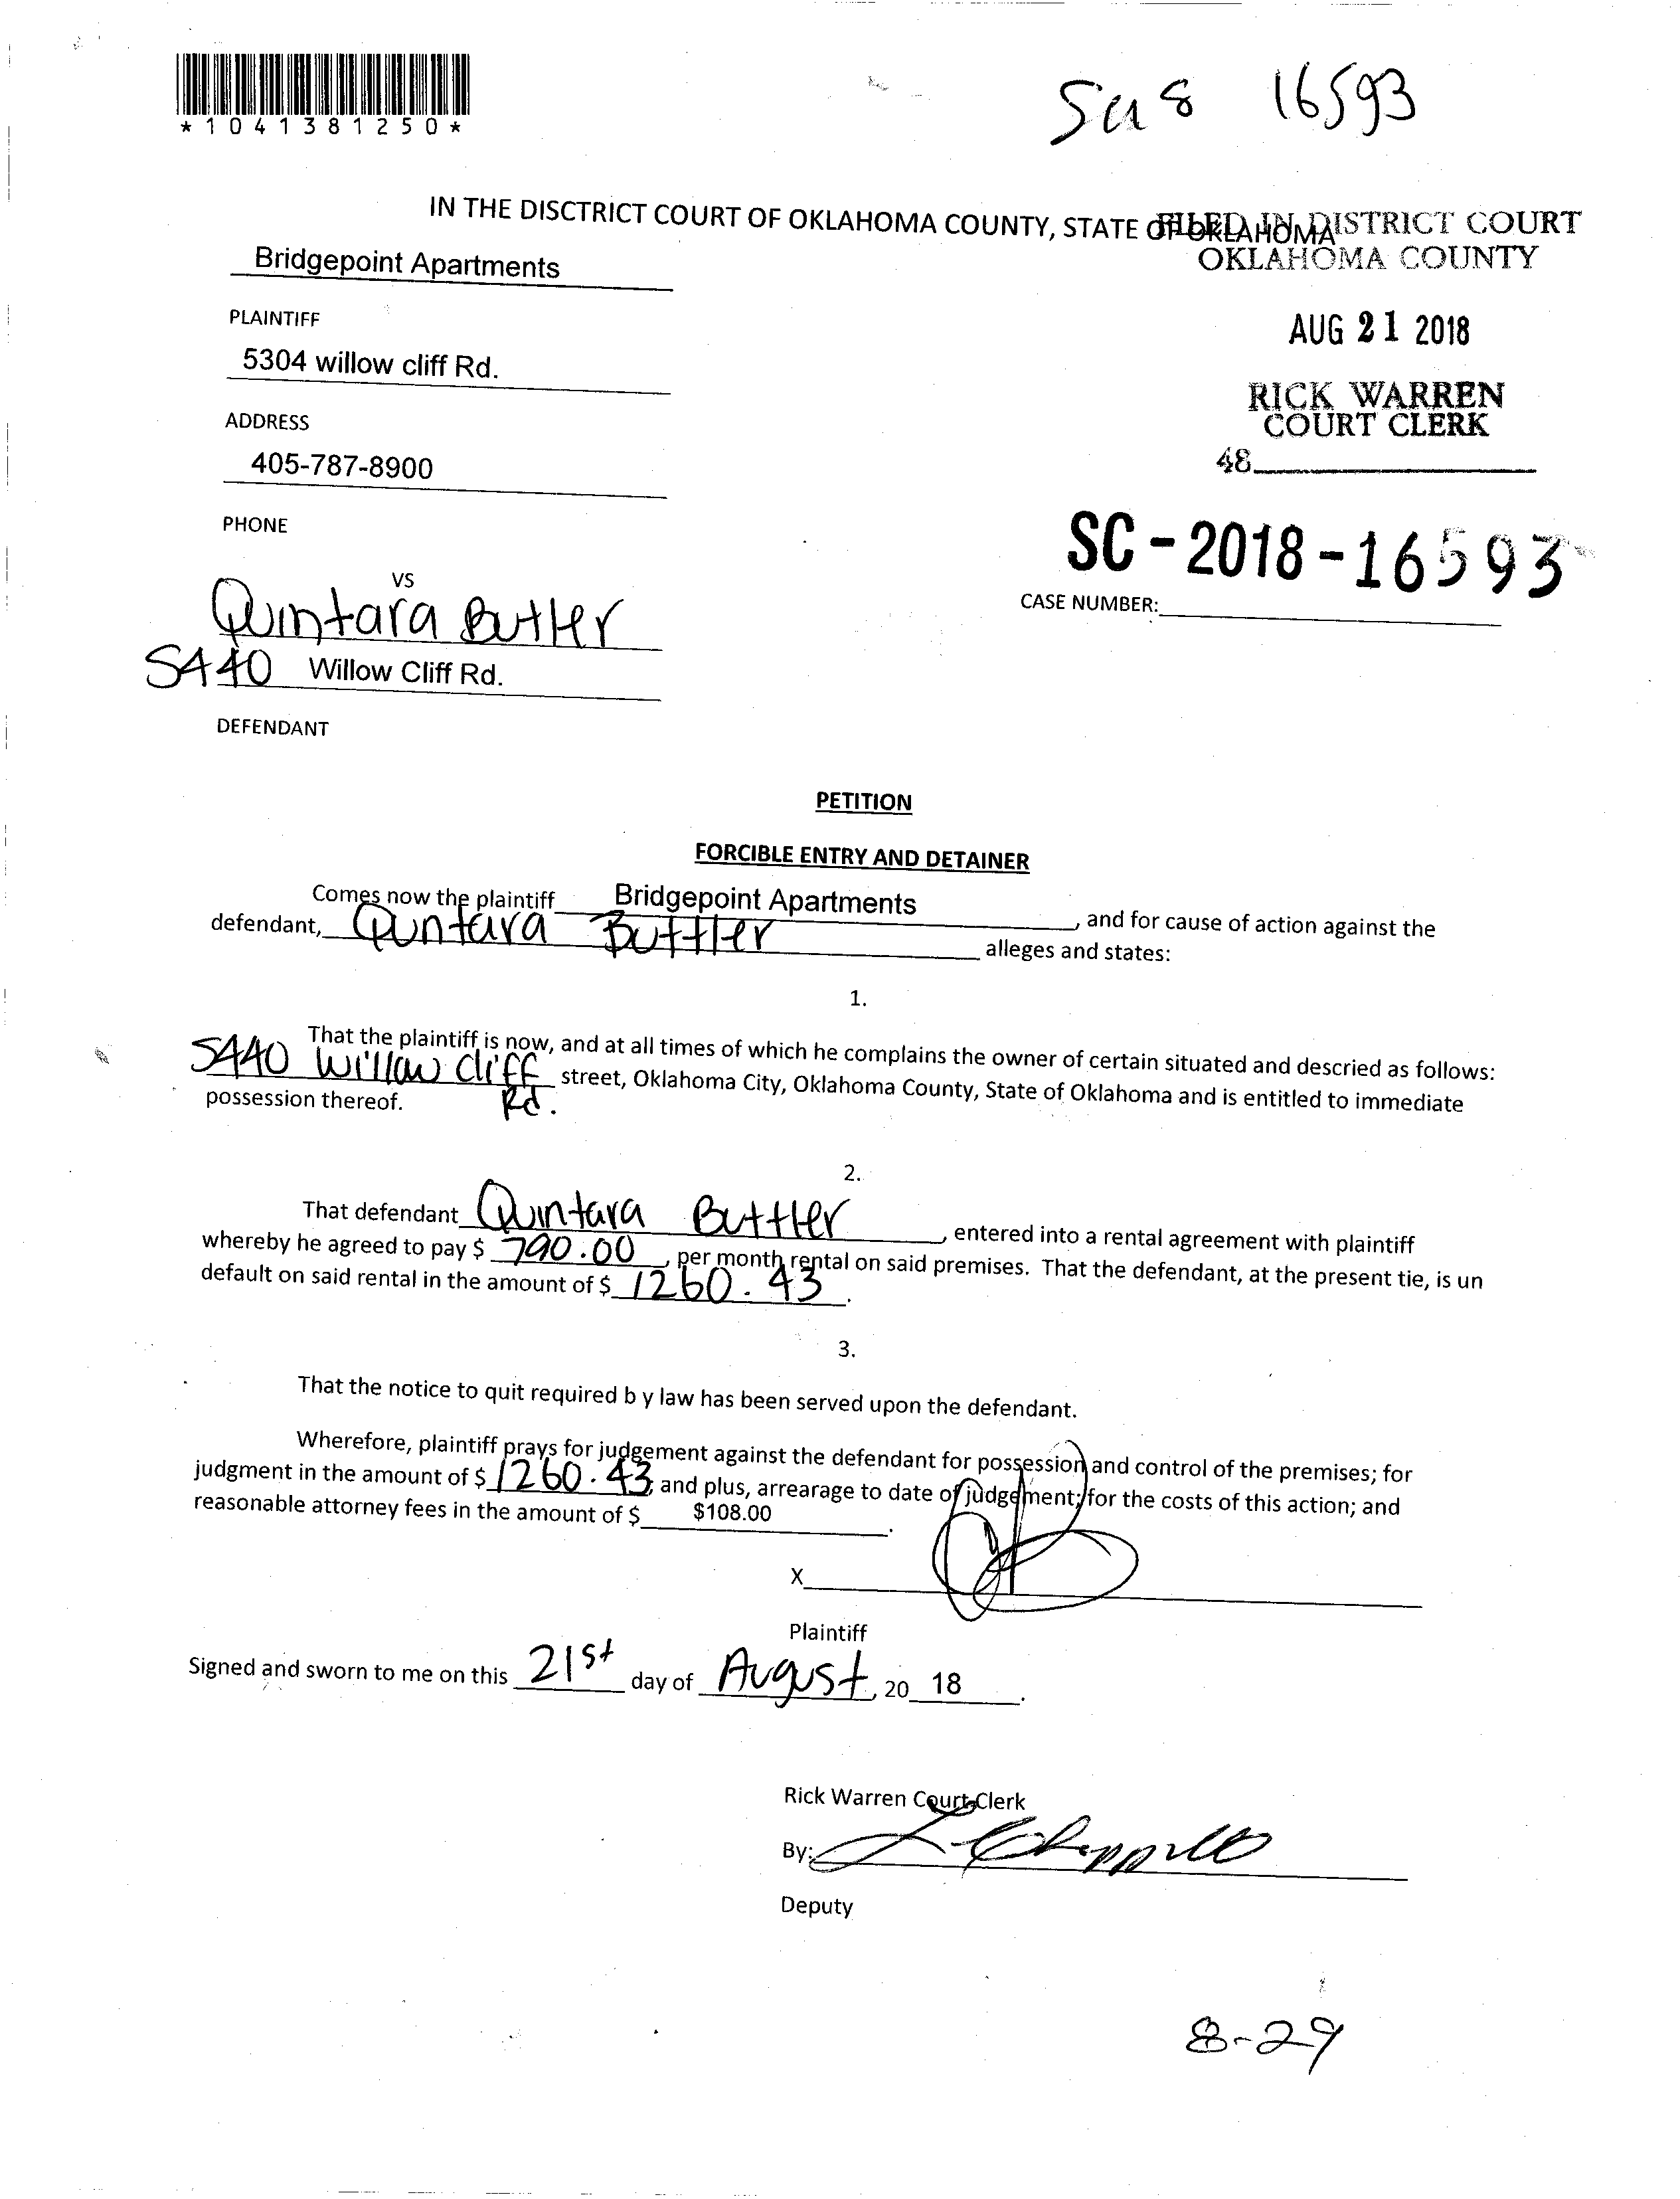 *1041381250*
16593
IN THE DISCTRICT COURT OF OKLAHOMA COUNTY, STATE OF OKLAHOMA
FILED IN DISTRICT COURT
OKLAHOMA COUNTY
Bridgepoint Apartments
PLAINTIFF
AUG 21 2018
5304 willow cliff Rd.
RICK WARREN
COURT CLERK
ADDRESS
405-787-8900
48
PHONE
SC-2018-16593
VS
CASE NUMBER:
Quintara Butler
5440 Willow Cliff Rd.
DEFENDANT
PETITION
FORCIBLE ENTRY AND DETAINER
Comes now the plaintiff Bridgepoint Apartments, and for cause of action against the
defendant, Quntara Buttler alleges and states:
1.
That the plaintiff is now, and at all times of which he complains the owner of certain situated and descried as follows:
5440 Willow Cliff Rd. street, Oklahoma City, Oklahoma County, State of Oklahoma and is entitled to immediate
possession thereof.
2.
That defendant Quintara Buttler, entered into a rental agreement with plaintiff
whereby he agreed to pay $ 790.00, per month rental on said premises. That the defendant, at the present tie, is un
default on said rental in the amount of $ 1260.43.
3.
That the notice to quit required b y law has been served upon the defendant.
Wherefore, plaintiff prays for judgement against the defendant for possession and control of the premises; for
judgment in the amount of $ 1260.43; and plus, arrearage to date of judgement; for the costs of this action; and
reasonable attorney fees in the amount of $ $108.00.
X
Plaintiff
Signed and sworn to me on this 21st day of August, 20 18.
Rick Warren Court Clerk
By:
Deputy
8-29